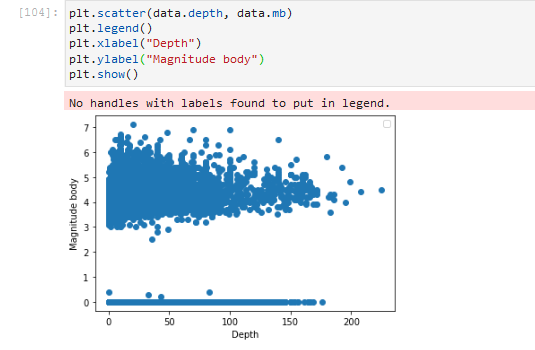 [104]: plt.scatter(data.depth, data.mb)
plt.legend()
plt.xlabel("Depth")
plt.ylabel("Magnitude body")
plt.show()
No handles with labels found to put in legend.
7
6
5
4
3
2
1
0
Magnitude body
0 50 100 150 200
Depth